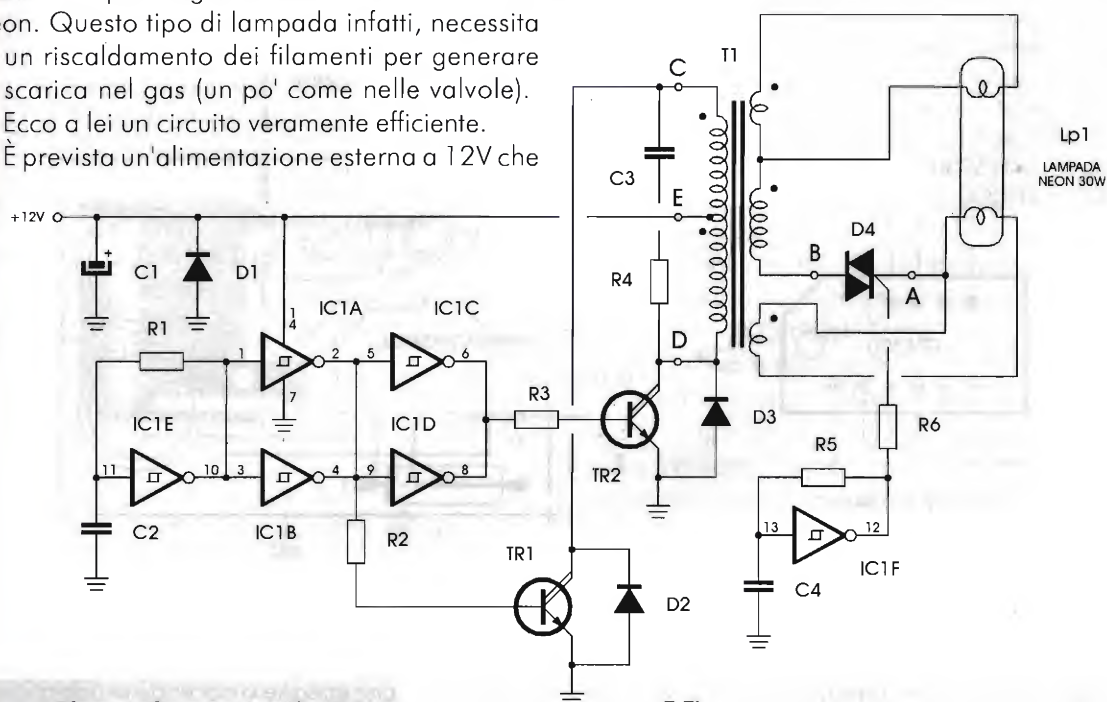 eon. Questo tipo di lampada infatti, necessita
un riscaldamento dei filamenti per generare
scarica nel gas (un po' come nelle valvole).
Ecco a lei un circuito veramente efficiente.
È prevista un'alimentazione esterna a 12V che
C
T1
Lp1
LAMPADA
NEON 30W
C3
E
+12V
D4
B
A
C1
+
D1
R4
1
4
IC1A
IC1C
R1
1
2
5
6
7
D
R3
D3
R6
IC1E
IC1D
R5
11
10
3
4
9
8
TR2
13
12
C2
IC1B
R2
IC1F
TR1
D2
C4